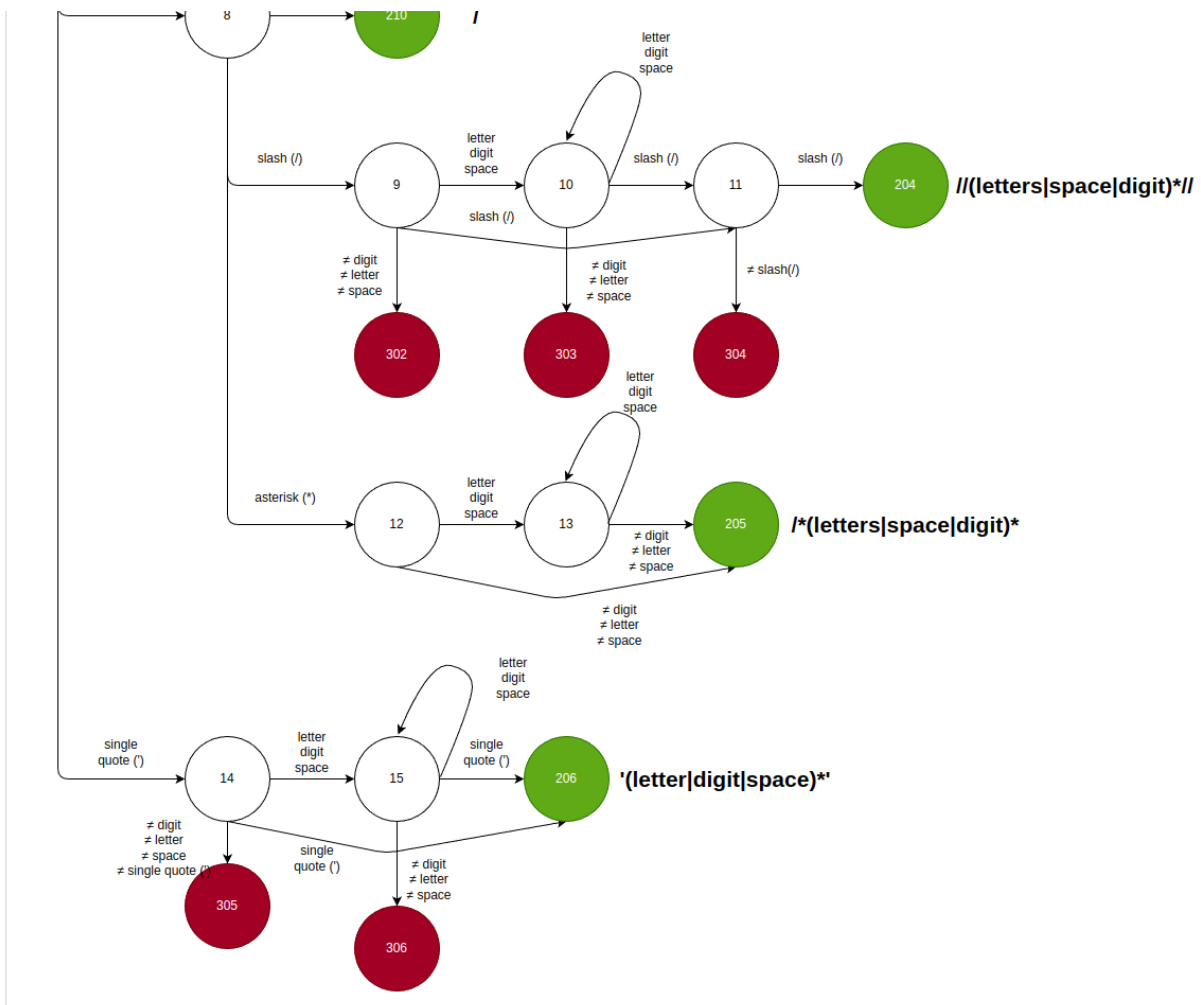 8
210
/
letter
digit
space
slash (/)
letter
digit
space
slash (/)
slash (/)
9
10
11
204
//(letters|space|digit)*//
slash (/)
≠ digit
≠ letter
≠ space
≠ digit
≠ letter
≠ space
≠ slash(/)
302
303
304
letter
digit
space
asterisk (*)
letter
digit
space
12
13
205
/*(letters|space|digit)*
≠ digit
≠ letter
≠ space
≠ digit
≠ letter
≠ space
letter
digit
space
single
quote (')
letter
digit
space
single
quote (')
14
15
206
'(letter|digit|space)*'
≠ digit
≠ letter
≠ space
≠ single quote (')
single
quote (')
≠ digit
≠ letter
≠ space
305
306